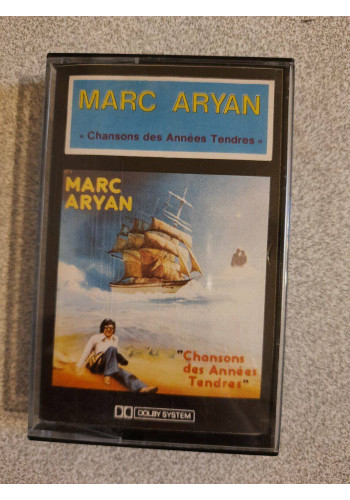 MARC ARYAN
« Chansons des Années Tendres »
MARC
ARYAN
"Chansons
des Années
Tendres"
DOLBY SYSTEM